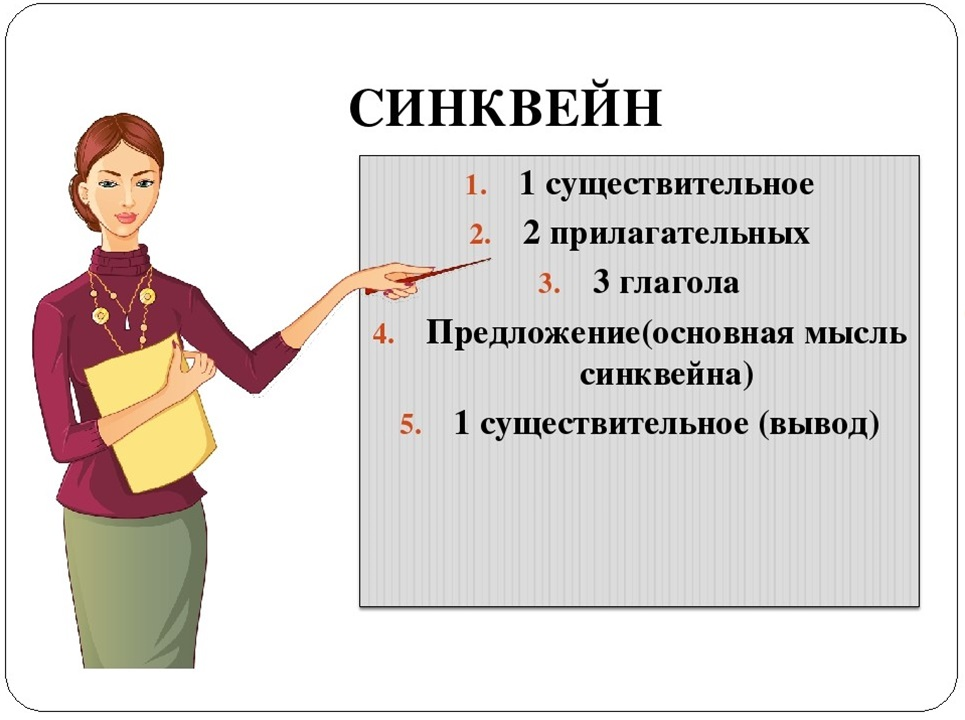 СИНКВЕЙН
1. 1 существительное
2. 2 прилагательных
3. 3 глагола
4. Предложение(основная мысль
синквейна)
5. 1 существительное (вывод)